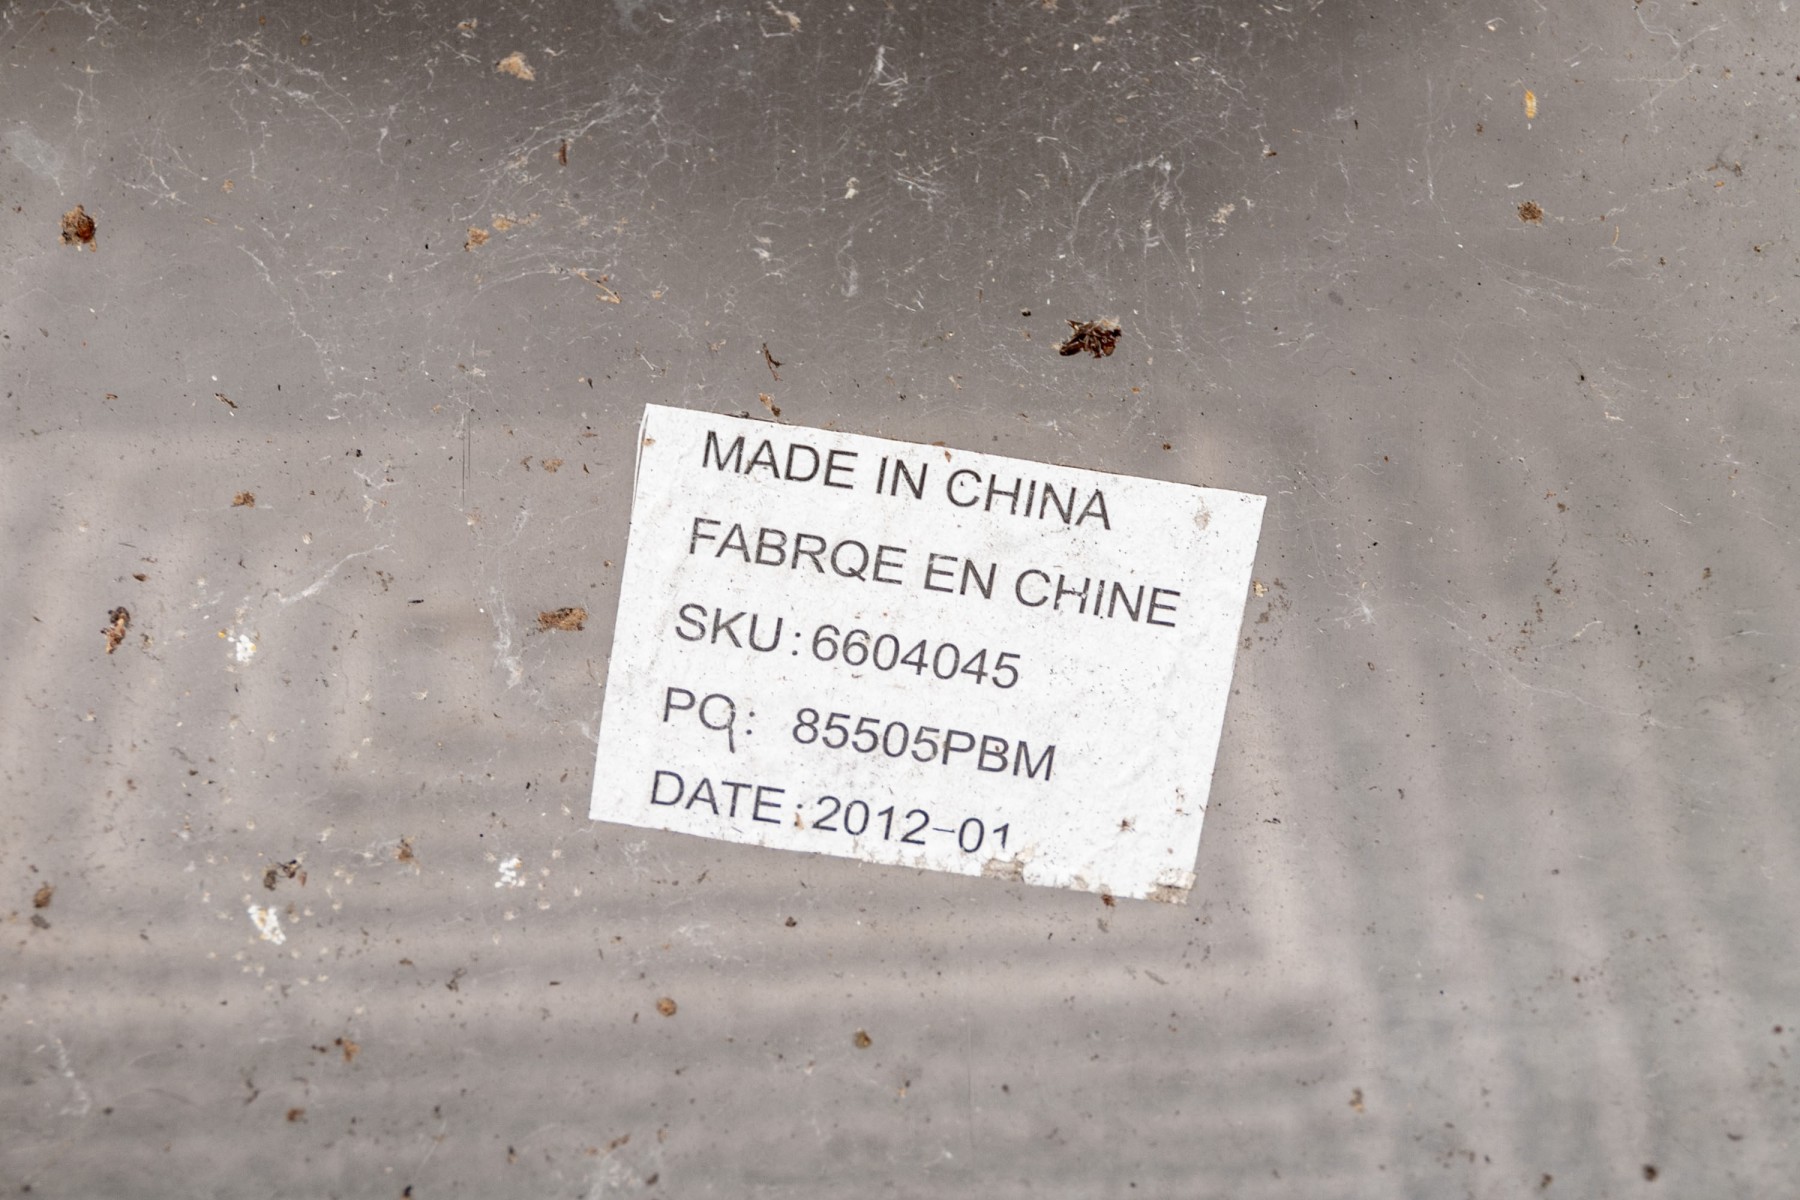 MADE IN CHINA
FABRQE EN CHINE
SKU:6604045
PQ: 85505PBM
DATE:2012-01